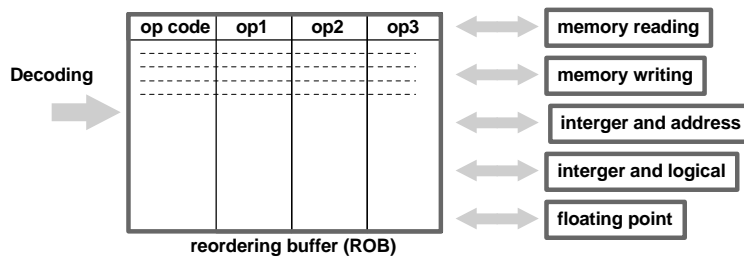 op code op1 op2 op3
memory reading
Decoding
memory writing
interger and address
interger and logical
floating point
reordering buffer (ROB)